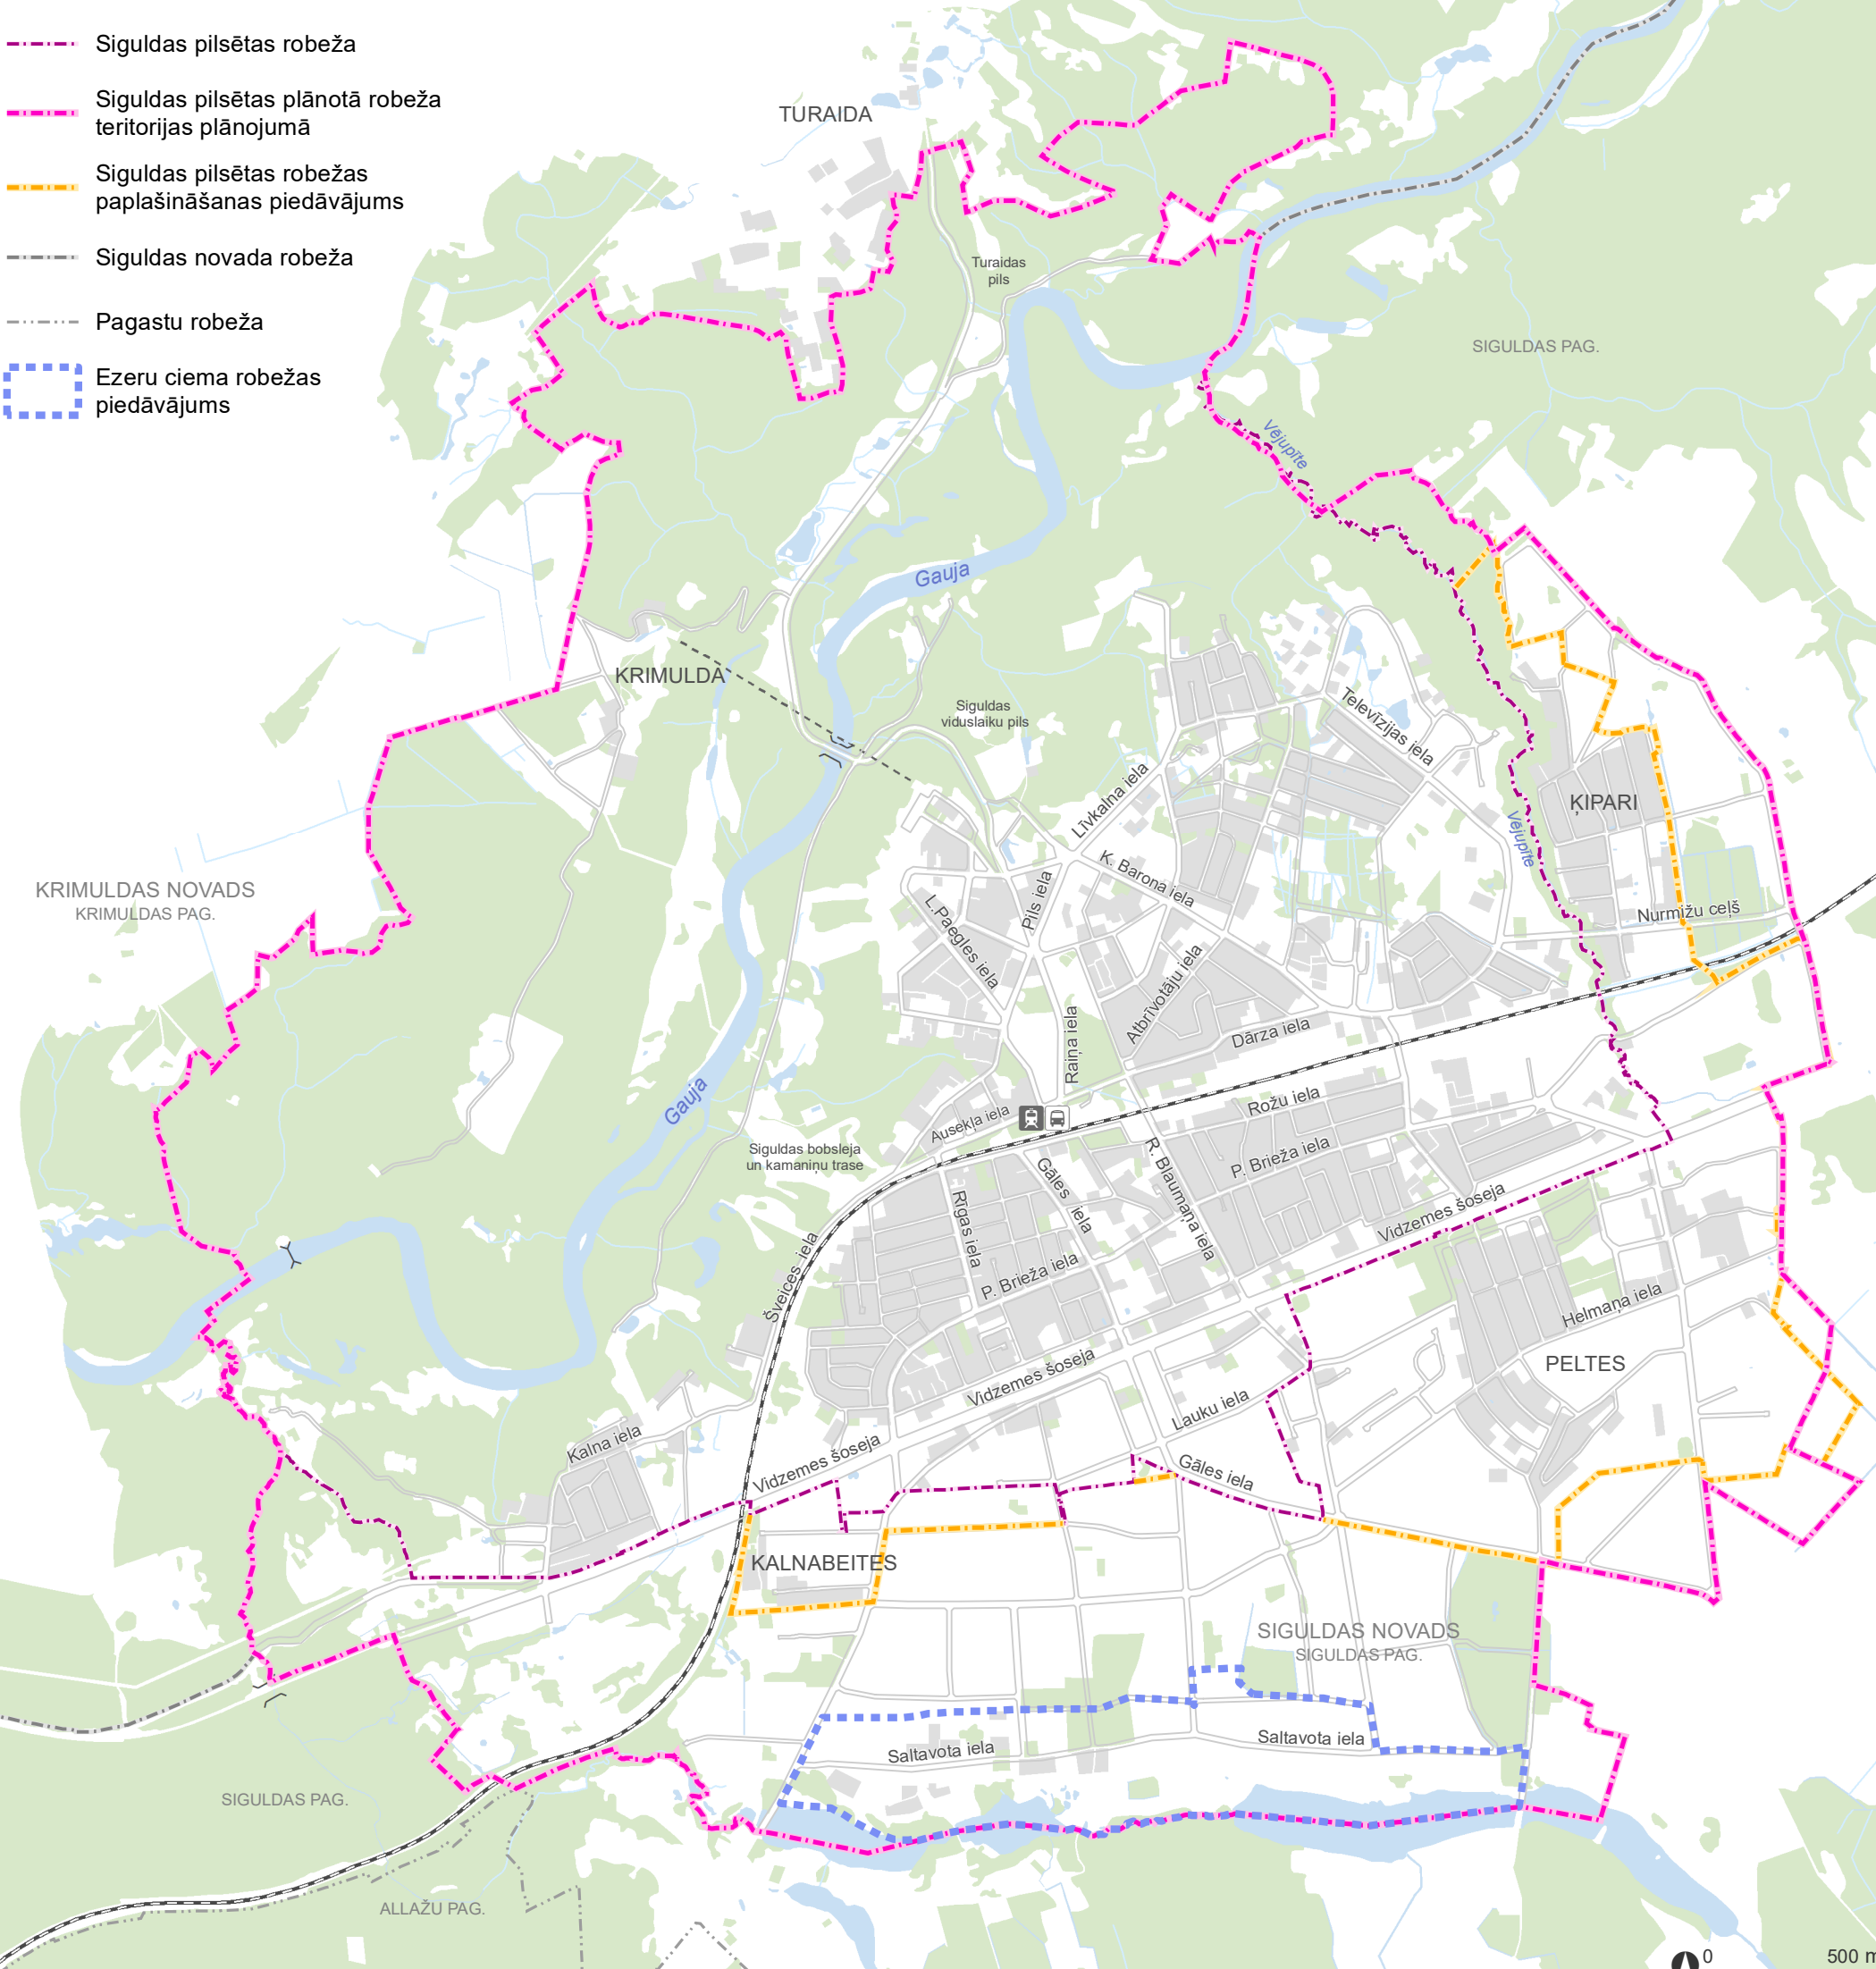 Siguldas pilsētas robeža
Siguldas pilsētas plānotā robeža
teritorijas plānojumā
Siguldas pilsētas robežas
paplašināšanas piedāvājums
Siguldas novada robeža
Pagastu robeža
Ezeru ciema robežas
piedāvājums
TURAIDA
Turaidas
pils
SIGULDAS PAG.
Vējupīte
Gauja
KRIMULDA
Siguldas
viduslaiku pils
Televīzijas iela
Līvkalna iela
ĶIPARI
Vējupīte
K. Barona iela
KRIMULDAS NOVADS
KRIMULDAS PAG.
Pils iela
L.Paegles iela
Nurmižu ceļš
Atbrīvotāju iela
Raiņa iela
Dārza iela
Gauja
Rožu iela
Ausekļa iela
Siguldas bobsleja
un kamaniņu trase
P. Brieža iela
R. Blaumaņa iela
Gāles iela
Rīgas iela
Vidzemes šoseja
Šveices iela
P. Brieža iela
Helmaņa iela
PELTES
Vidzemes šoseja
Lauku iela
Kalna iela
Vidzemes šoseja
Gāles iela
KALNABEITES
SIGULDAS NOVADS
SIGULDAS PAG.
Saltavota iela
Saltavota iela
SIGULDAS PAG.
ALLAŽU PAG.
0
500 m